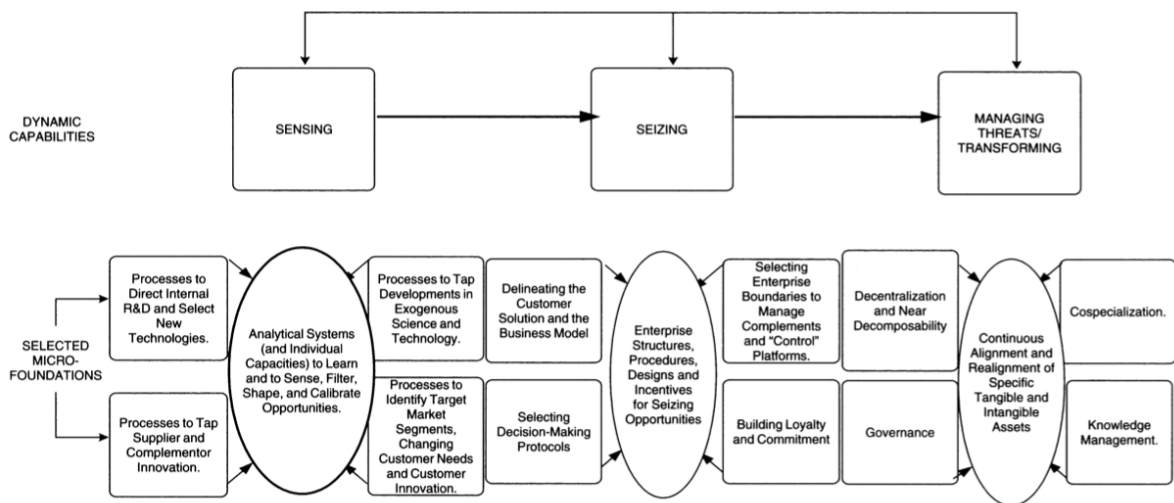 DYNAMIC
CAPABILITIES
SENSING
SEIZING
MANAGING
THREATS/
TRANSFORMING
SELECTED
MICRO-
FOUNDATIONS
Processes to
Direct Internal
R&D and Select
New
Technologies.
Processes to Tap
Supplier and
Complementor
Innovation.
Analytical Systems
(and Individual
Capacities) to Learn
and to Sense, Filter,
Shape, and Calibrate
Opportunities.
Processes to Tap
Developments in
Exogenous
Science and
Technology.
Processes to
Identify Target
Market
Segments,
Changing
Customer Needs
and Customer
Innovation.
Delineating the
Customer
Solution and the
Business Model
Selecting
Decision-Making
Protocols
Enterprise
Structures,
Procedures,
Designs and
Incentives
for Seizing
Opportunities
Selecting
Enterprise
Boundaries to
Manage
Complements
and “Control”
Platforms.
Building Loyalty
and Commitment
Decentralization
and Near
Decomposability
Governance
Continuous
Alignment and
Realignment of
Specific
Tangible and
Intangible
Assets
Cospecialization.
Knowledge
Management.